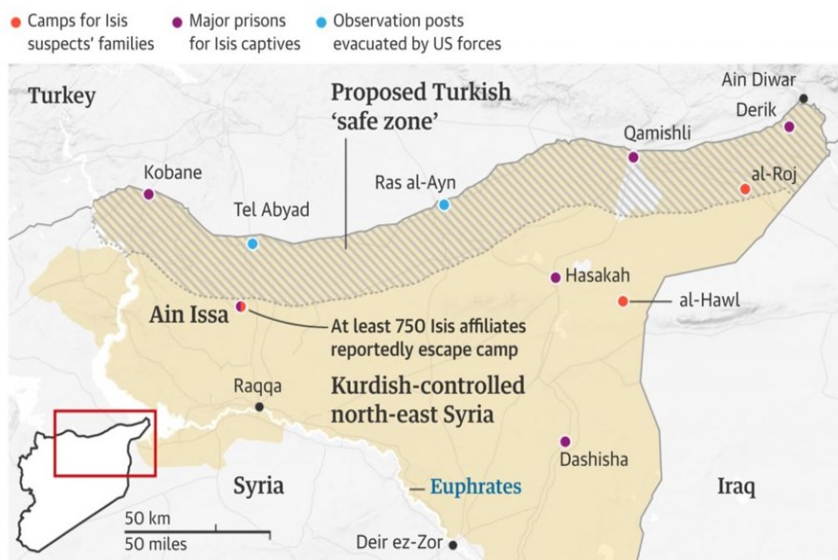 Camps for Isis
suspects' families
Major prisons
for Isis captives
Observation posts
evacuated by US forces
Turkey
Proposed Turkish
'safe zone'
Ain Diwar
Derik
Qamishli
Kobane
Ras al-Ayn
al-Roj
Tel Abyad
Hasakah
al-Hawl
Ain Issa
At least 750 Isis affiliates
reportedly escape camp
Raqqa
Kurdish-controlled
north-east Syria
Dashisha
Syria
Euphrates
Iraq
50 km
50 miles
Deir ez-Zor